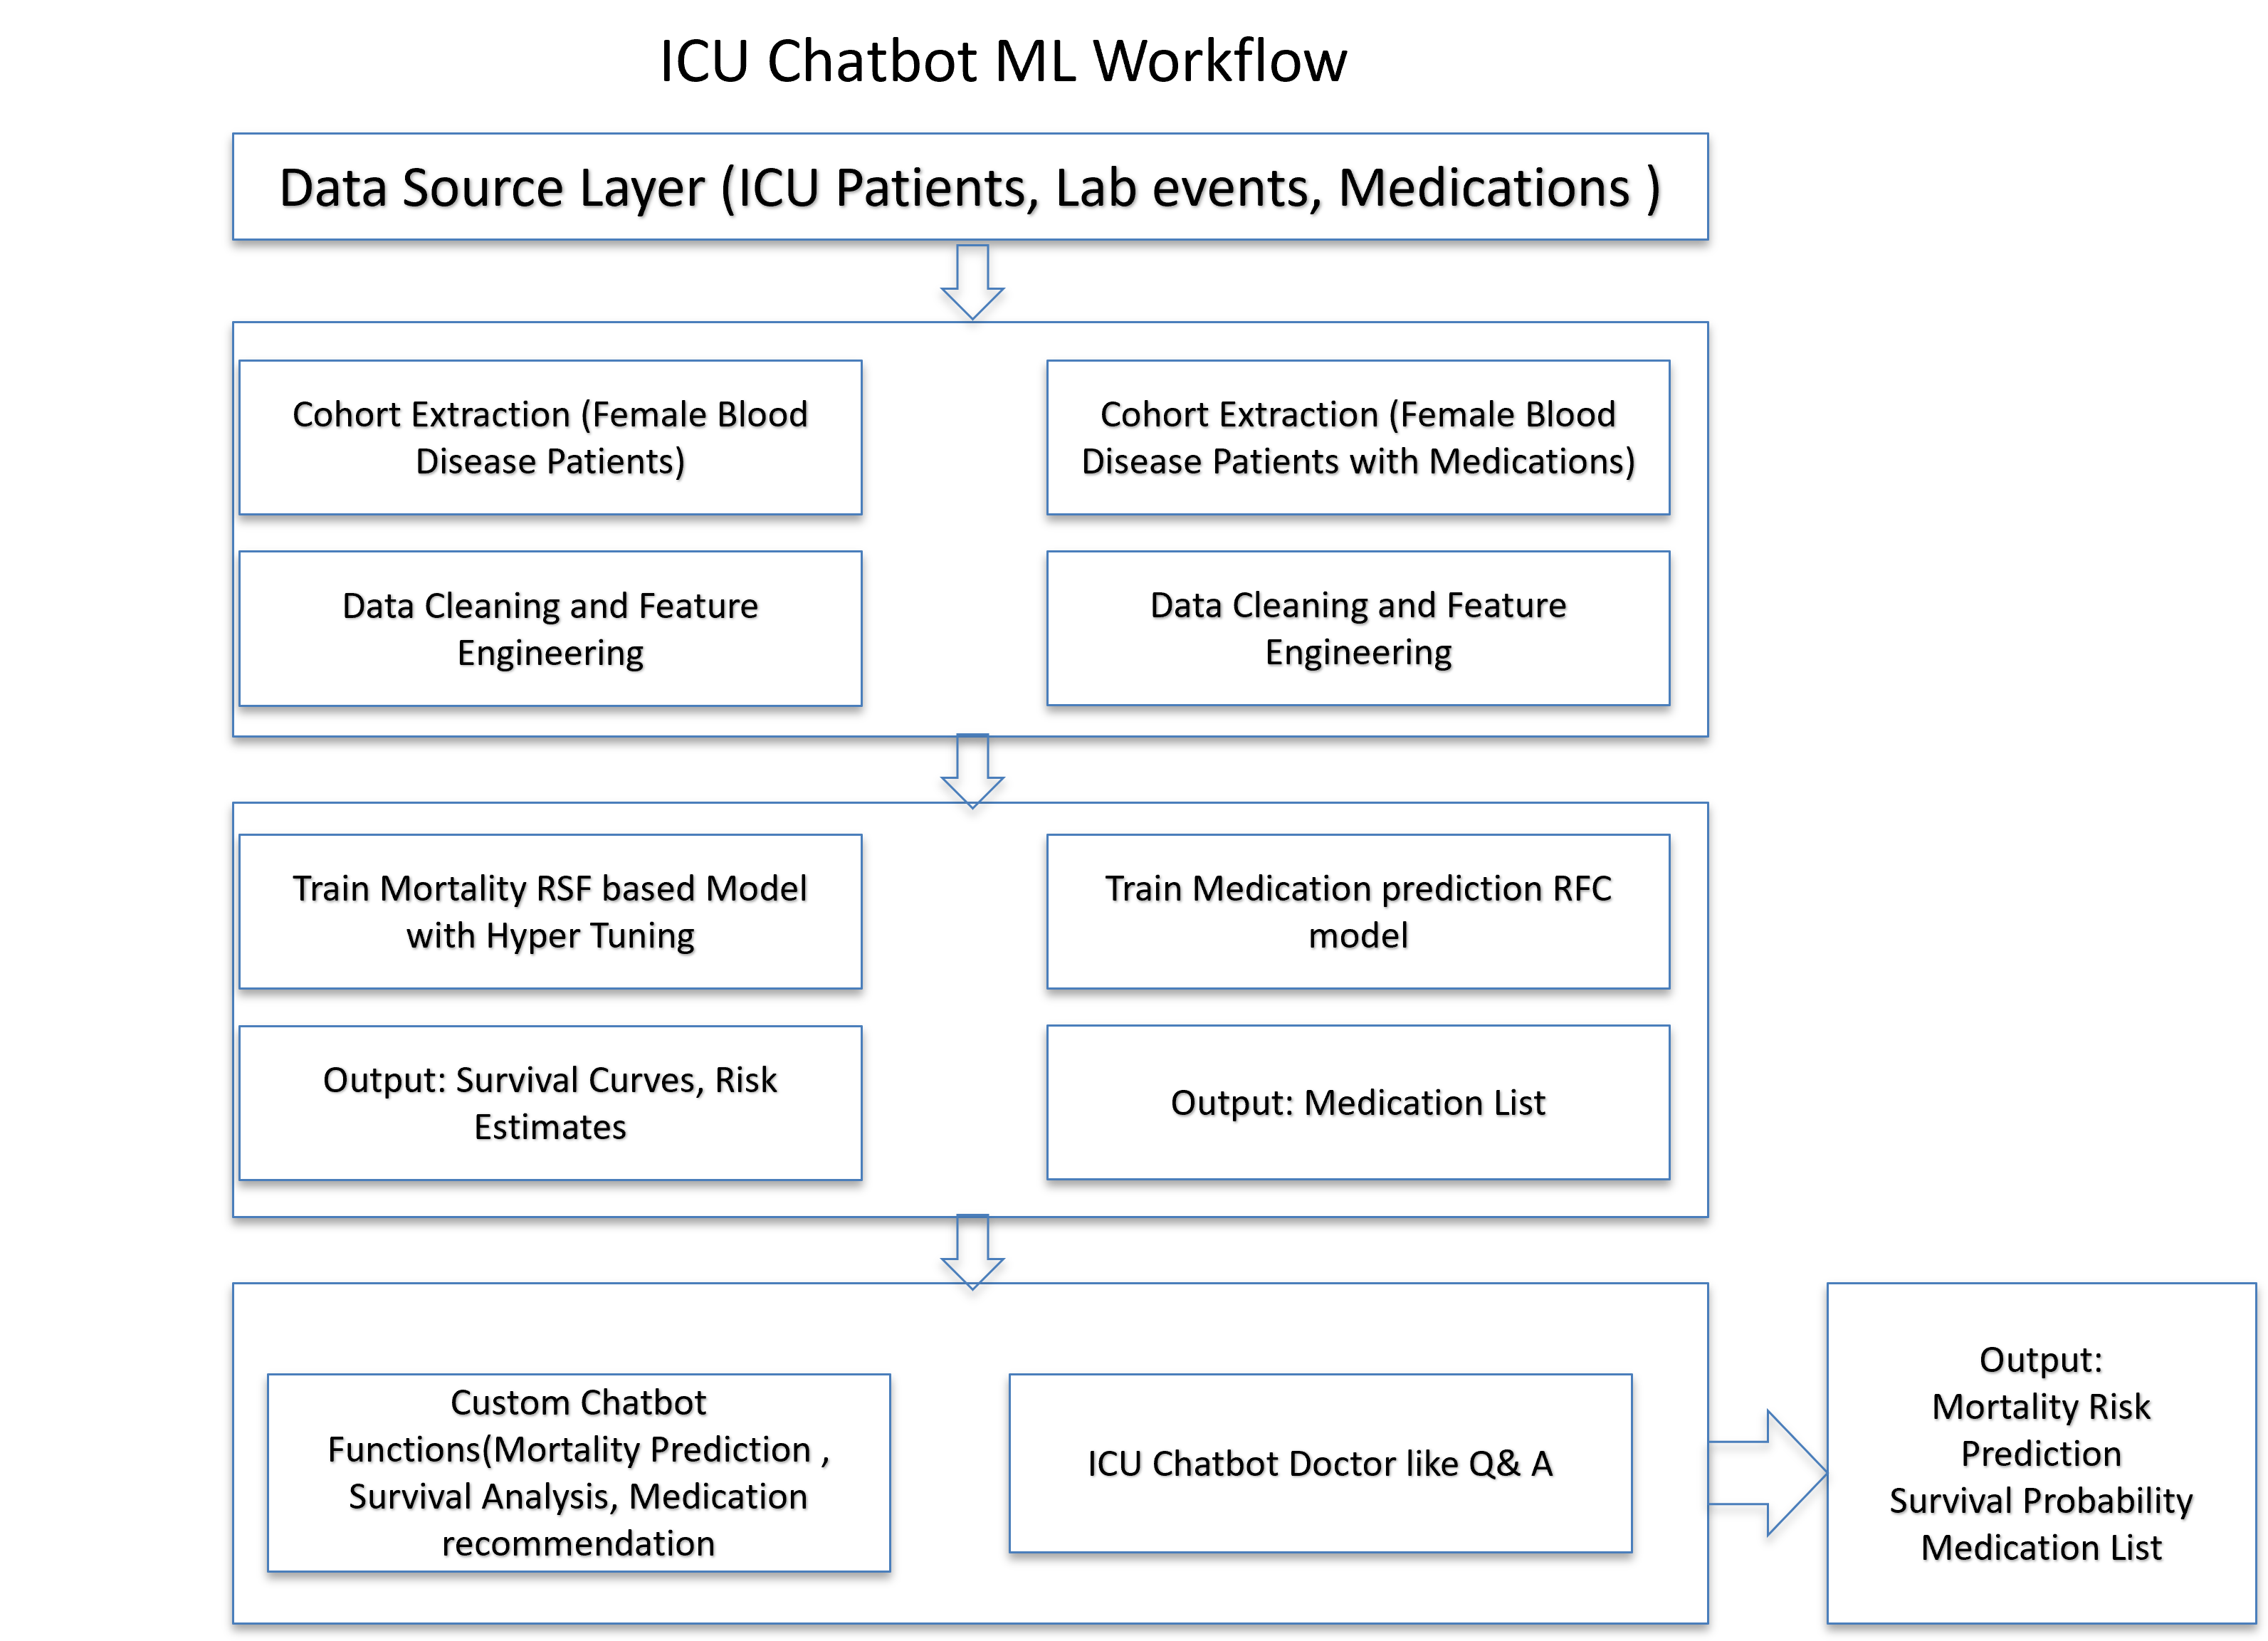 ICU Chatbot ML Workflow
Data Source Layer (ICU Patients, Lab events, Medications )
Cohort Extraction (Female Blood
Disease Patients)
Cohort Extraction (Female Blood
Disease Patients with Medications)
Data Cleaning and Feature
Engineering
Data Cleaning and Feature
Engineering
Train Mortality RSF based Model
with Hyper Tuning
Train Medication prediction RFC
model
Output: Survival Curves, Risk
Estimates
Output: Medication List
Custom Chatbot
Functions(Mortality Prediction ,
Survival Analysis, Medication
recommendation
ICU Chatbot Doctor like Q& A
Output:
Mortality Risk
Prediction
Survival Probability
Medication List